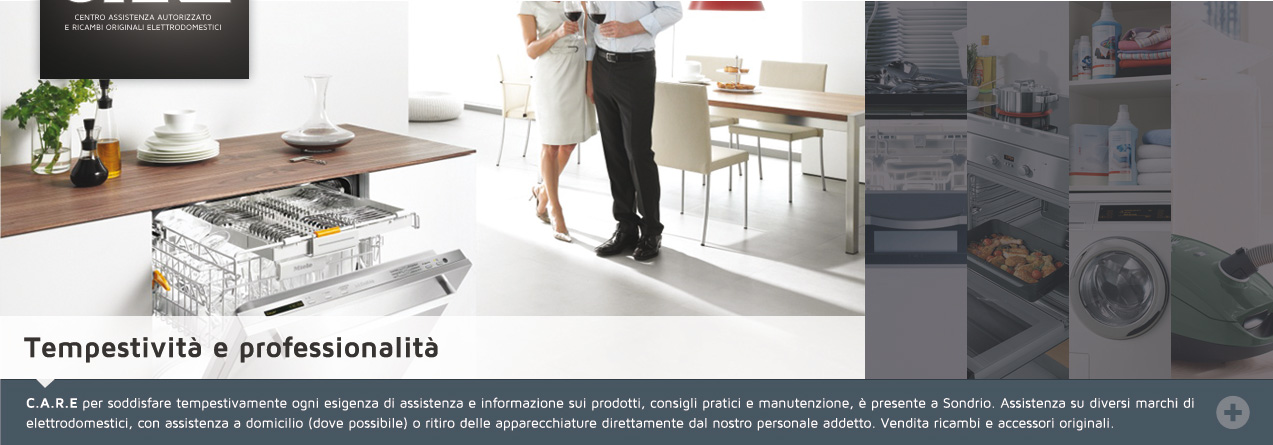 CENTRO ASSISTENZA AUTORIZZATO
E RICAMBI ORIGINALI ELETTRODOMESTICI
Miele
Tempestività e professionalità
C.A.R.E per soddisfare tempestivamente ogni esigenza di assistenza e informazione sui prodotti, consigli pratici e manutenzione, è presente a Sondrio. Assistenza su diversi marchi di
elettrodomestici, con assistenza a domicilio (dove possibile) o ritiro delle apparecchiature direttamente dal nostro personale addetto. Vendita ricambi e accessori originali.